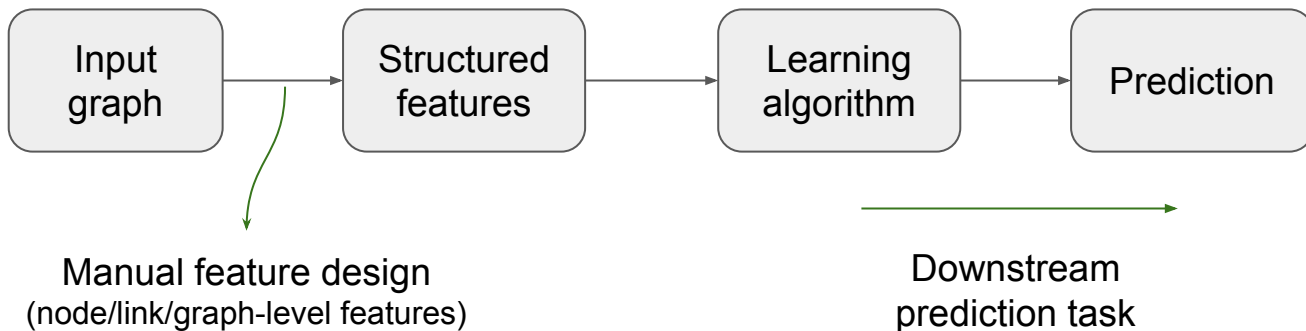 Input
graph
Structured
features
Learning
algorithm
Prediction
Manual feature design
(node/link/graph-level features)
Downstream
prediction task